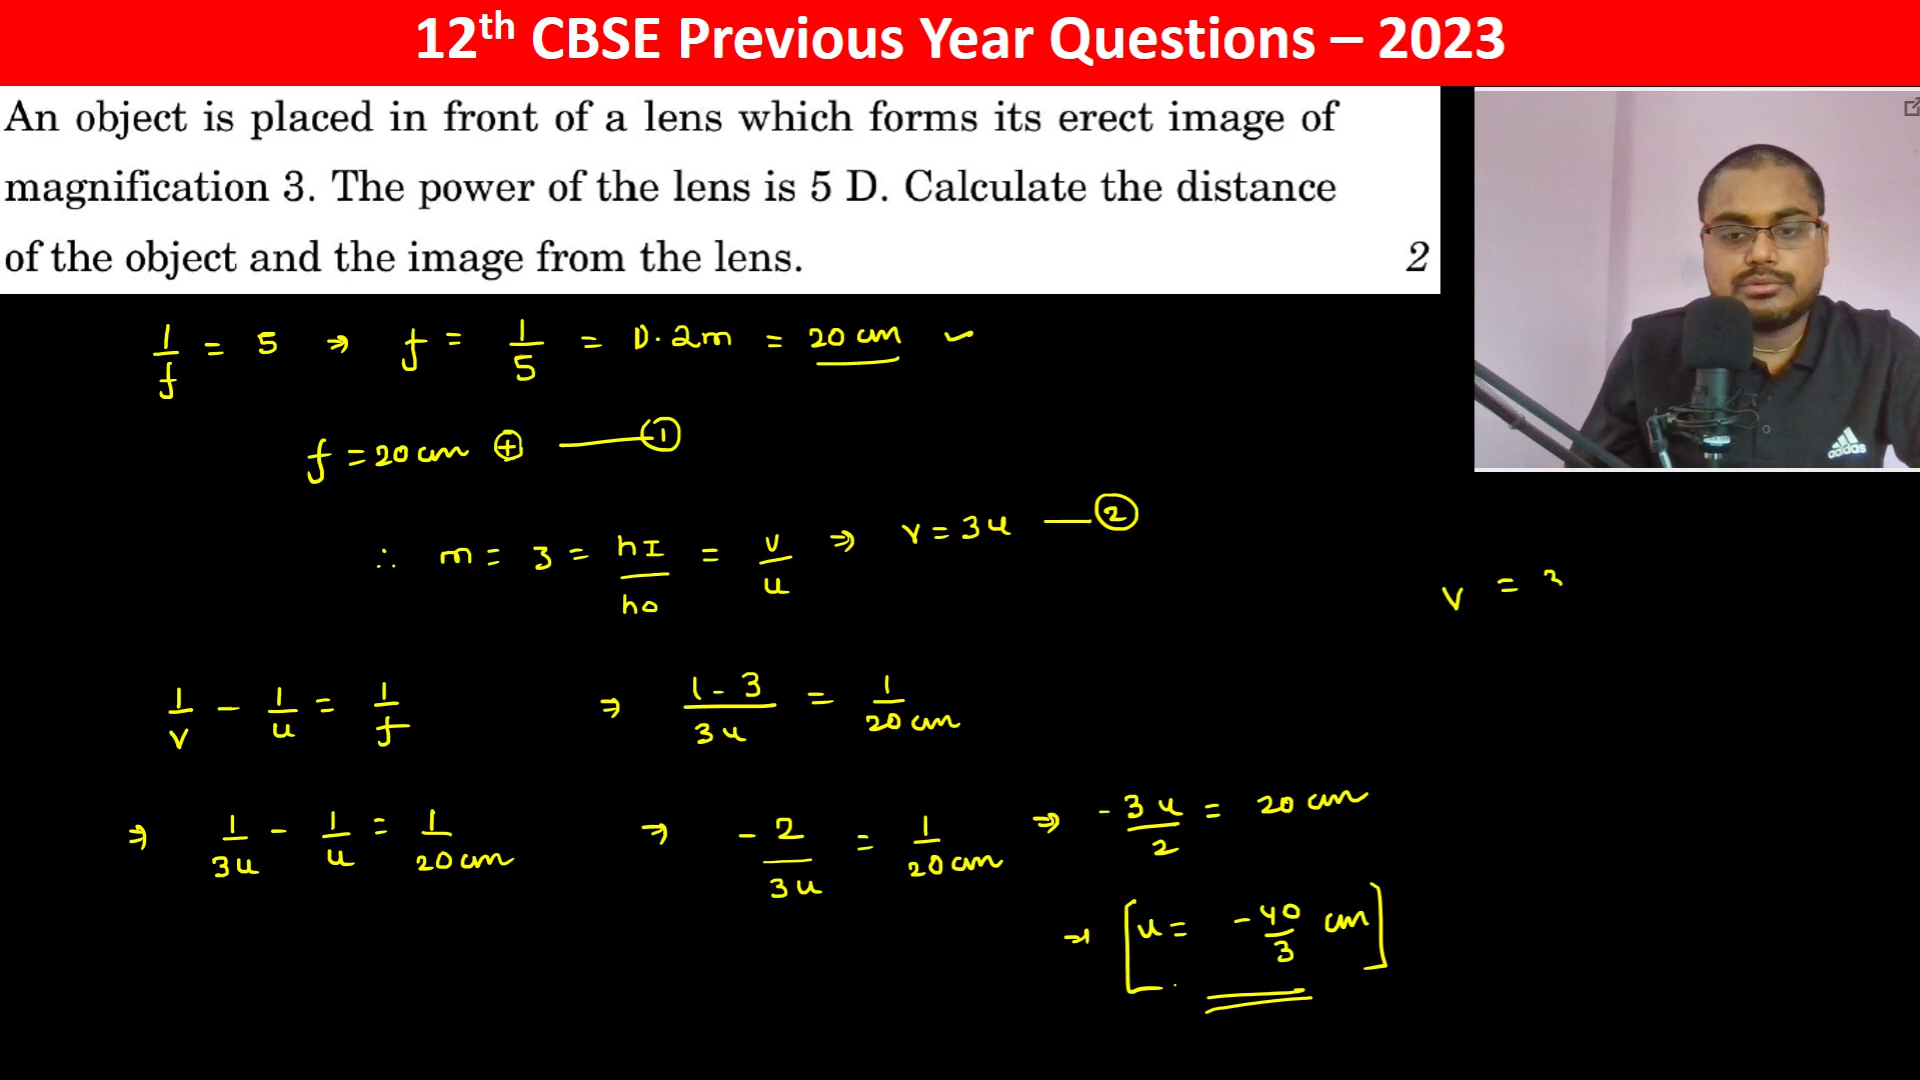 12th CBSE Previous Year Questions – 2023
An object is placed in front of a lens which forms its erect image of
magnification 3. The power of the lens is 5 D. Calculate the distance
of the object and the image from the lens. 2
1/f = 5 ⇒ f = 1/5 = 0.2m = 20 cm ✓
f = 20 cm ⊕ —— ①
∴ m = 3 = hI/ho = v/u ⇒ v = 3u — ②
v = 3
1/v - 1/u = 1/f ⇒ (1-3)/3u = 1/20 cm
⇒ 1/3u - 1/u = 1/20 cm ⇒ -2/3u = 1/20 cm ⇒ -3u/2 = 20 cm
→ [u = -40/3 cm]
adidas